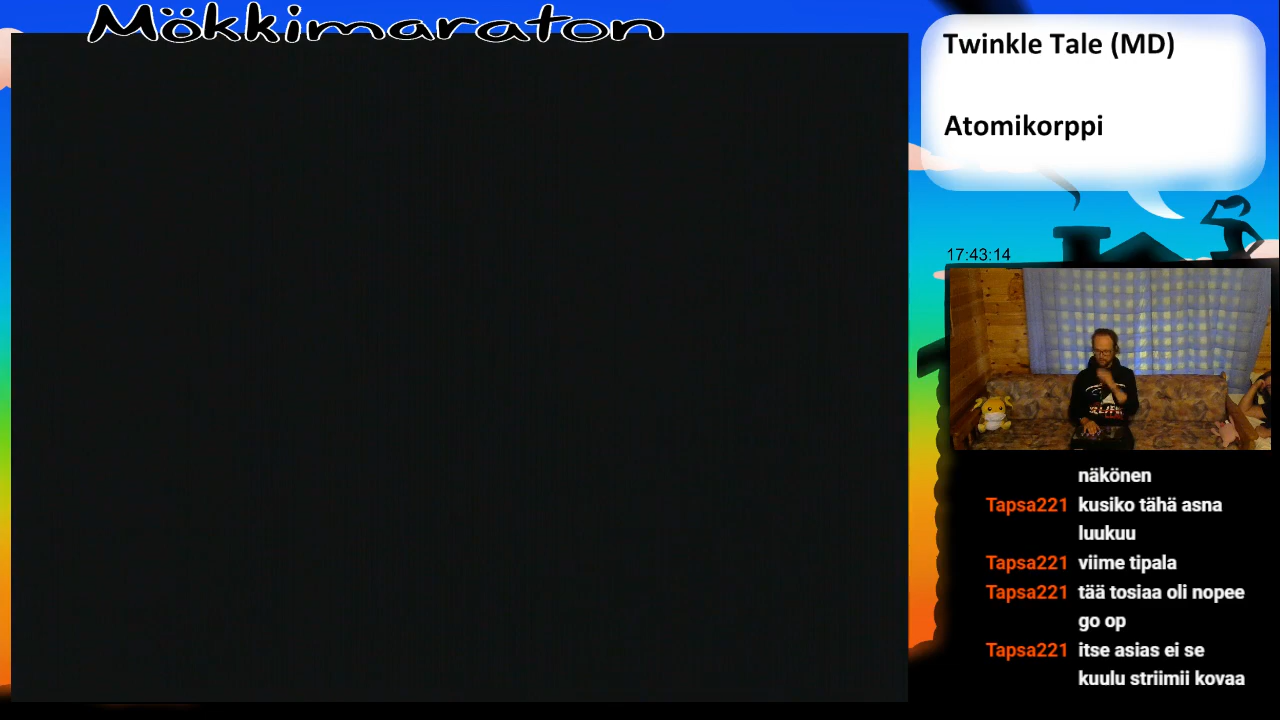 Mökkimaraton
Twinkle Tale (MD)
Atomikorppi
17:43:14
näkönen
Tapsa221 kusiko tähä asna
luukuu
Tapsa221 viime tipala
Tapsa221 tää tosiaa oli nopee
go op
Tapsa221 itse asias ei se
kuulu striimii kovaa